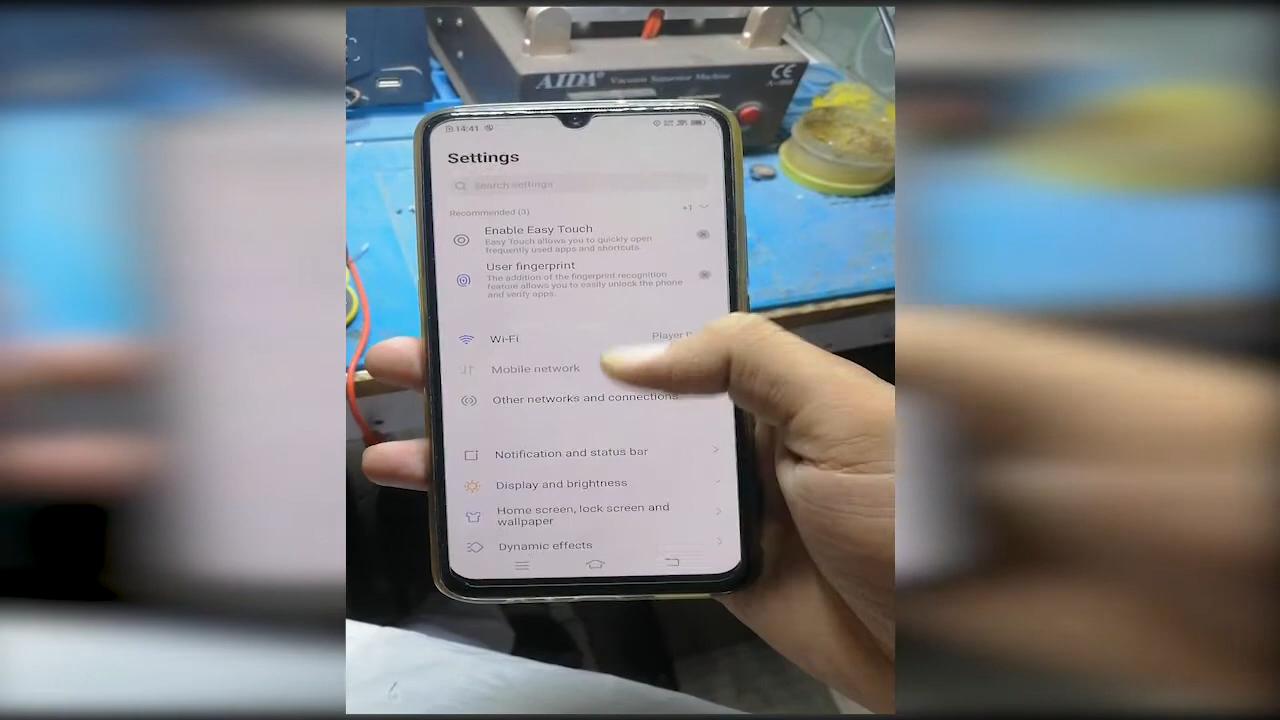 AIDA Vacuum Separator Machine
CE
14:41
Settings
Search settings
Recommended (3)
+1
Enable Easy Touch
Easy Touch allows you to quickly open
frequently used apps and shortcuts.
User fingerprint
The addition of the fingerprint recognition
feature allows you to easily unlock the phone
and verify apps.
Wi-Fi
Player
Mobile network
Other networks and connections
Notification and status bar
Display and brightness
Home screen, lock screen and
wallpaper
Dynamic effects